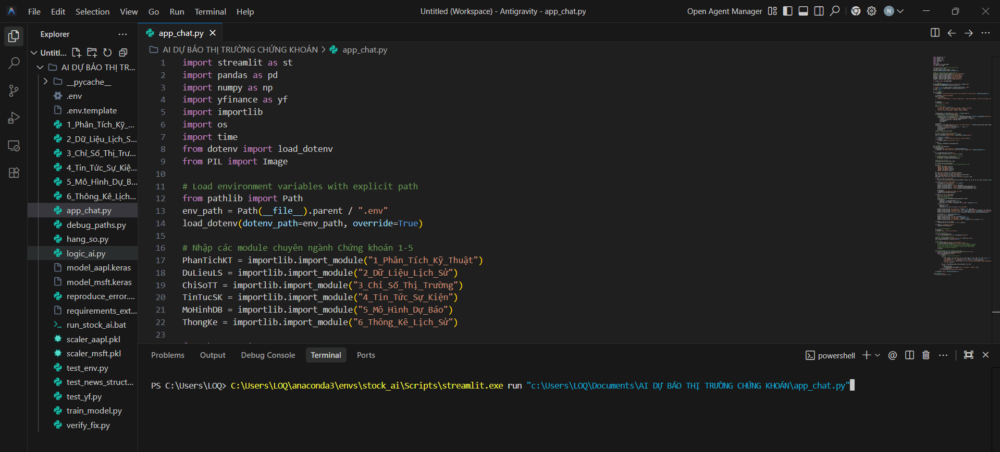 File Edit Selection View Go Run Terminal Help
Untitled (Workspace) - Antigravity - app_chat.py
Open Agent Manager
N
Explorer
Untitl...
AI DỰ BÁO THỊ TR...
__pycache__
.env
.env.template
1_Phân_Tích_Kỹ_...
2_Dữ_Liệu_Lịch_S...
3_Chỉ_Số_Thị_Trư...
4_Tin_Tức_Sự_Kiệ...
5_Mô_Hình_Dự_B...
6_Thông_Kê_Lịch...
app_chat.py
debug_paths.py
hang_so.py
logic_ai.py
model_aapl.keras
model_msft.keras
reproduce_error....
requirements_ext...
run_stock_ai.bat
scaler_aapl.pkl
scaler_msft.pkl
test_env.py
test_news_struct...
test_yf.py
train_model.py
verify_fix.py
app_chat.py
AI DỰ BÁO THỊ TRƯỜNG CHỨNG KHOÁN > app_chat.py
1 import streamlit as st
2 import pandas as pd
3 import numpy as np
4 import yfinance as yf
5 import importlib
6 import os
7 import time
8 from dotenv import load_dotenv
9 from PIL import Image
10
11 # Load environment variables with explicit path
12 from pathlib import Path
13 env_path = Path(__file__).parent / ".env"
14 load_dotenv(dotenv_path=env_path, override=True)
15
16 # Nhập các module chuyên ngành Chứng khoán 1-5
17 PhanTichKT = importlib.import_module("1_Phân_Tích_Kỹ_Thuật")
18 DuLieuLS = importlib.import_module("2_Dữ_Liệu_Lịch_Sử")
19 ChiSoTT = importlib.import_module("3_Chỉ_Số_Thị_Trường")
20 TinTucSK = importlib.import_module("4_Tin_Tức_Sự_Kiện")
21 MoHinhDB = importlib.import_module("5_Mô_Hình_Dự_Báo")
22 ThongKe = importlib.import_module("6_Thông_Kê_Lịch_Sử")
23
Problems Output Debug Console Terminal Ports
powershell
PS C:\Users\LOQ> C:\Users\LOQ\anaconda3\envs\stock_ai\Scripts\streamlit.exe run "c:\Users\LOQ\Documents\AI DỰ BÁO THỊ TRƯỜNG CHỨNG KHOÁN\app_chat.py"